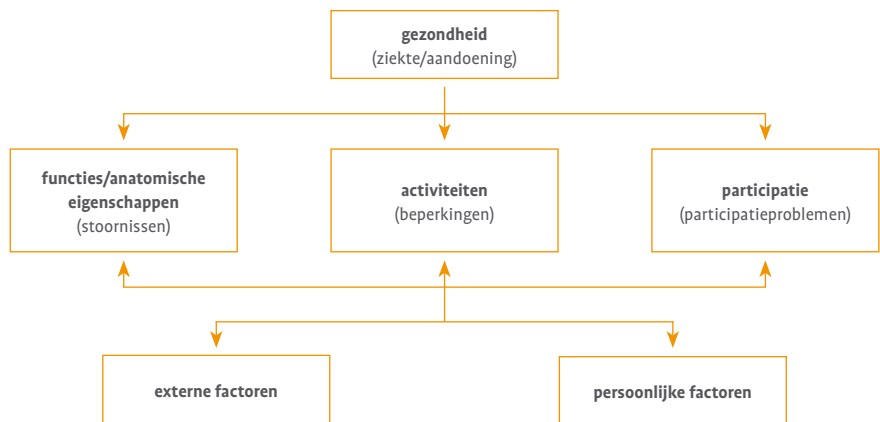 gezondheid
(ziekte/aandoening)
functies/anatomische
eigenschappen
(stoornissen)
activiteiten
(beperkingen)
participatie
(participatieproblemen)
externe factoren
persoonlijke factoren